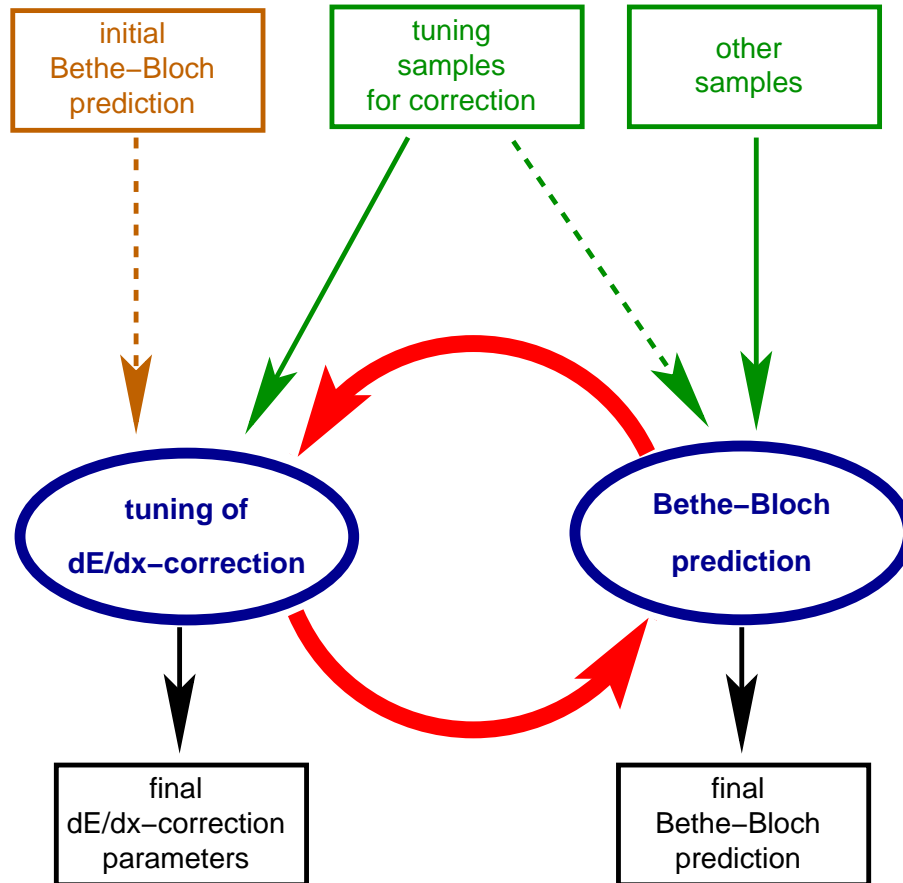 initial
Bethe−Bloch
prediction
tuning
samples
for correction
other
samples
tuning of
dE/dx−correction
Bethe−Bloch
prediction
final
dE/dx−correction
parameters
final
Bethe−Bloch
prediction